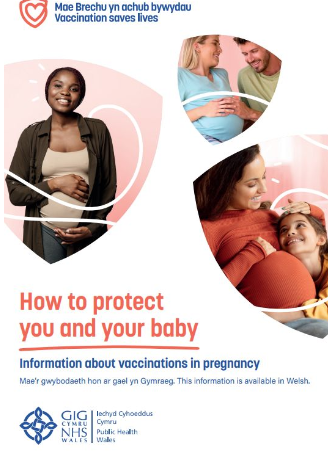 Mae Brechu yn achub bywydau
Vaccination saves lives
How to protect
you and your baby
Information about vaccinations in pregnancy
Mae'r gwybodaeth hon ar gael yn Gymraeg. This information is available in Welsh.
GIG
CYMRU
NHS
WALES
Iechyd Cyhoeddus
Cymru
Public Health
Wales